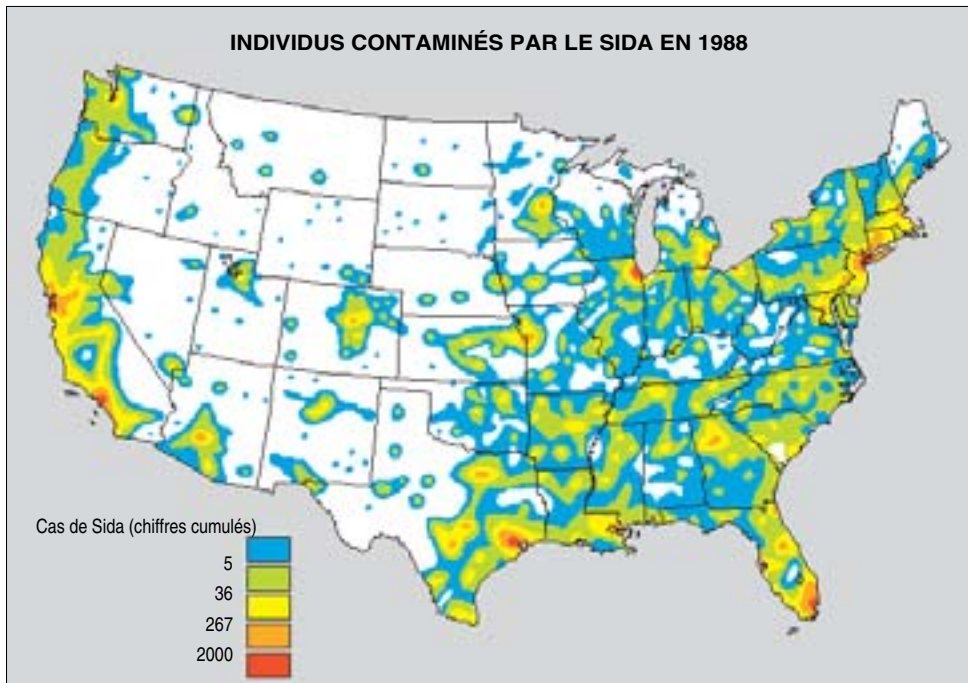 INDIVIDUS CONTAMINÉS PAR LE SIDA EN 1988
Cas de Sida (chiffres cumulés)
5
36
267
2000